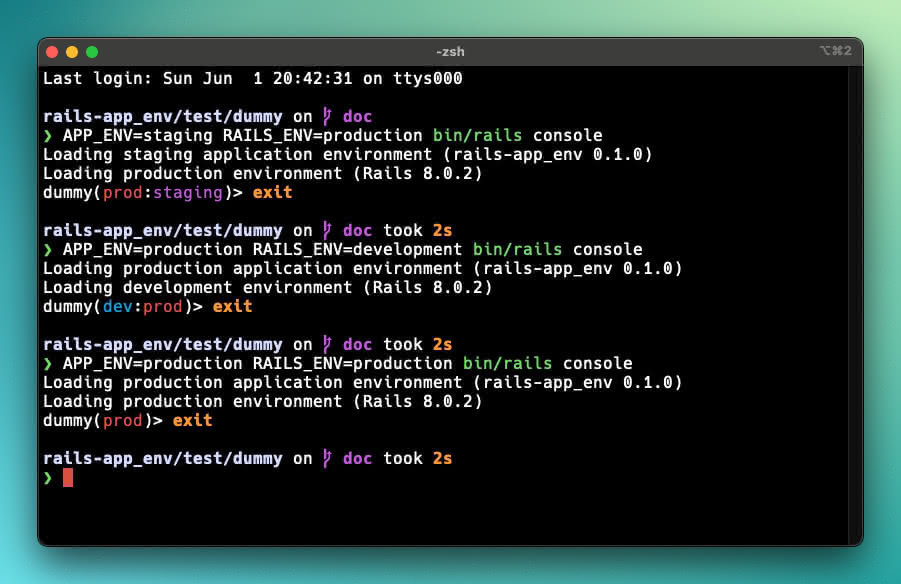 -zsh
⌥⌘2
Last login: Sun Jun  1 20:42:31 on ttys000
rails-app_env/test/dummy on doc
❯ APP_ENV=staging RAILS_ENV=production bin/rails console
Loading staging application environment (rails-app_env 0.1.0)
Loading production environment (Rails 8.0.2)
dummy(prod:staging)> exit
rails-app_env/test/dummy on doc took 2s
❯ APP_ENV=production RAILS_ENV=development bin/rails console
Loading production application environment (rails-app_env 0.1.0)
Loading development environment (Rails 8.0.2)
dummy(dev:prod)> exit
rails-app_env/test/dummy on doc took 2s
❯ APP_ENV=production RAILS_ENV=production bin/rails console
Loading production application environment (rails-app_env 0.1.0)
Loading production environment (Rails 8.0.2)
dummy(prod)> exit
rails-app_env/test/dummy on doc took 2s
❯